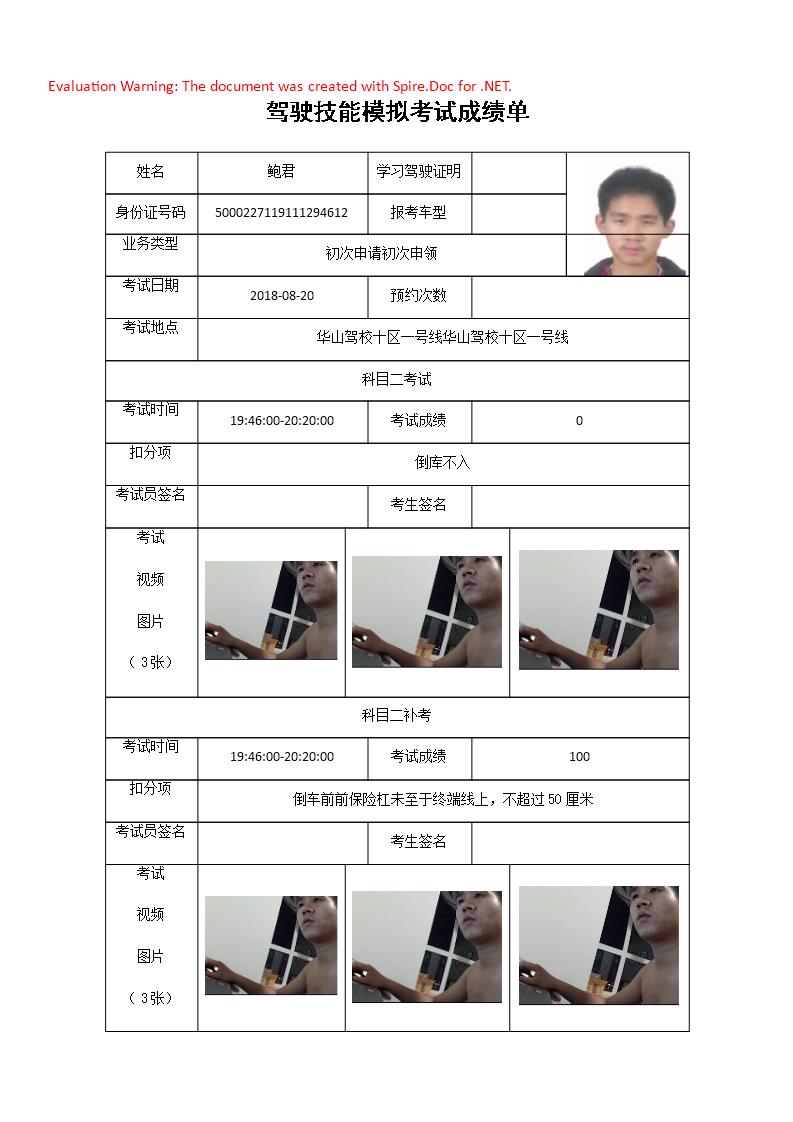 Evaluation Warning: The document was created with Spire.Doc for .NET.
驾驶技能模拟考试成绩单
姓名 鲍君 学习驾驶证明
身份证号码 5000227119111294612 报考车型
业务类型 初次申请初次申领
考试日期 2018-08-20 预约次数
考试地点 华山驾校十区一号线华山驾校十区一号线
科目二考试
考试时间 19:46:00-20:20:00 考试成绩 0
扣分项 倒库不入
考试员签名 考生签名
考试
视频
图片
（ 3张）
科目二补考
考试时间 19:46:00-20:20:00 考试成绩 100
扣分项 倒车前前保险杠未至于终端线上，不超过 50 厘米
考试员签名 考生签名
考试
视频
图片
（ 3张）